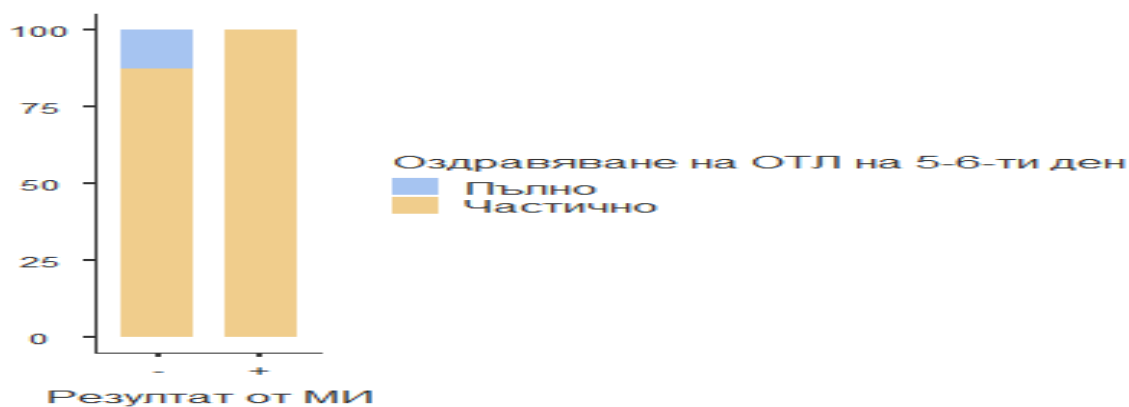 100
75
50
25
0
- +
Резултат от МИ
Оздравяване на ОТЛ на 5-6-ти ден
Пълно
Частично